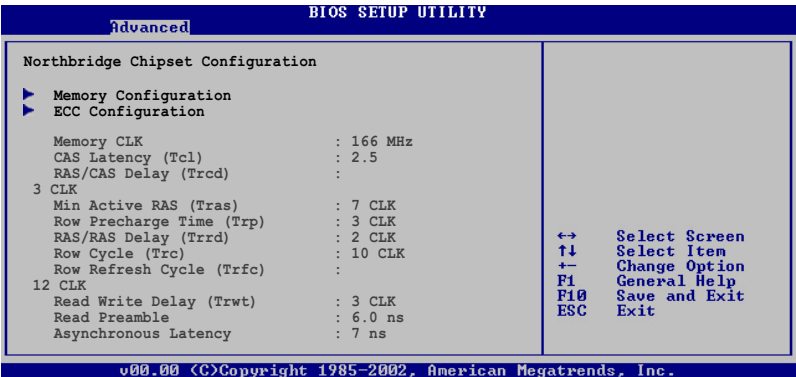 BIOS SETUP UTILITY
Advanced
Northbridge Chipset Configuration
Memory Configuration
ECC Configuration
Memory CLK : 166 MHz
CAS Latency (Tcl) : 2.5
RAS/CAS Delay (Trcd) :
3 CLK
Min Active RAS (Tras) : 7 CLK
Row Precharge Time (Trp) : 3 CLK
RAS/RAS Delay (Trrd) : 2 CLK
Row Cycle (Trc) : 10 CLK
Row Refresh Cycle (Trfc) :
12 CLK
Read Write Delay (Trwt) : 3 CLK
Read Preamble : 6.0 ns
Asynchronous Latency : 7 ns
←→ Select Screen
↑↓ Select Item
+- Change Option
F1 General Help
F10 Save and Exit
ESC Exit
v00.00 (C)Copyright 1985-2002, American Megatrends, Inc.